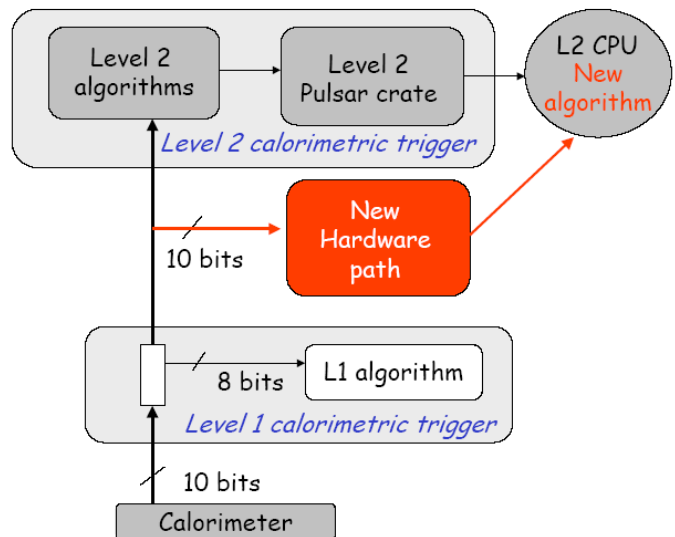 Level 2
algorithms
Level 2
Pulsar crate
L2 CPU
New
algorithm
Level 2 calorimetric trigger
New
Hardware
path
10 bits
8 bits
L1 algorithm
Level 1 calorimetric trigger
10 bits
Calorimeter